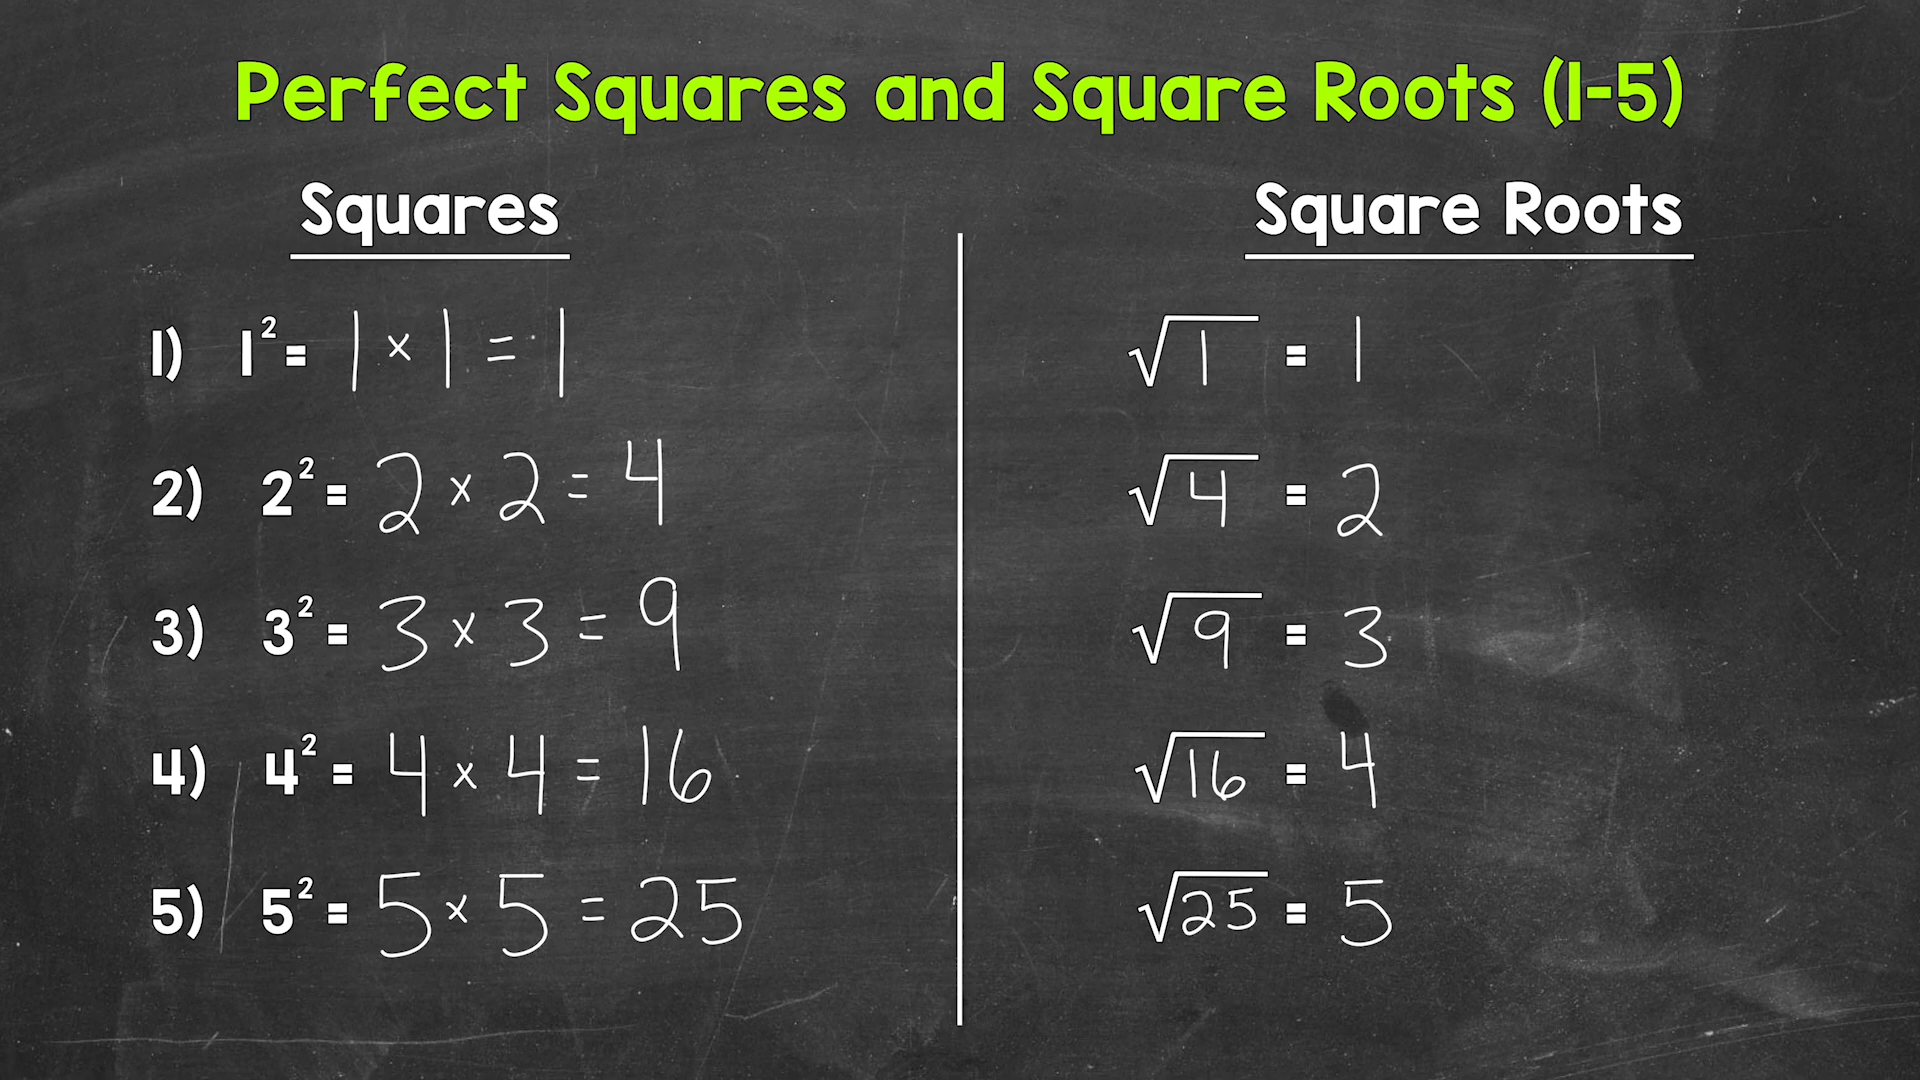 Perfect Squares and Square Roots (1-5)
Squares
1) 1² = 1 × 1 = 1
2) 2² = 2 × 2 = 4
3) 3² = 3 × 3 = 9
4) 4² = 4 × 4 = 16
5) 5² = 5 × 5 = 25
Square Roots
√1 = 1
√4 = 2
√9 = 3
√16 = 4
√25 = 5